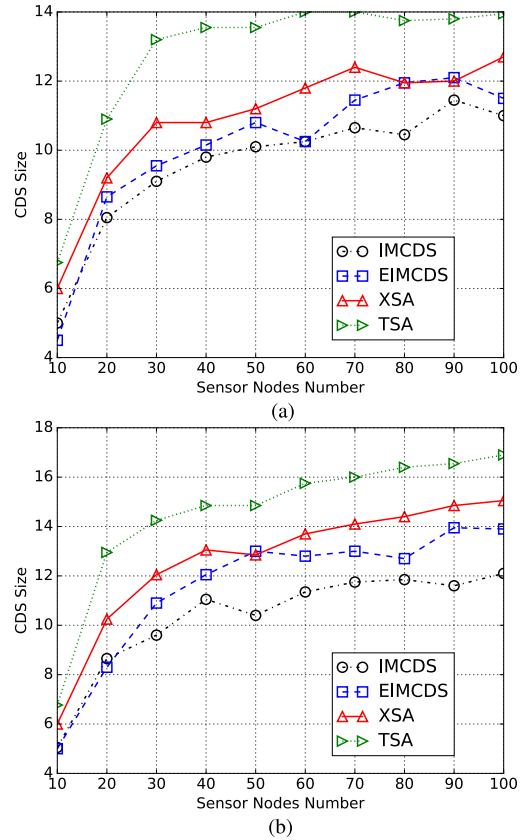 14
12
10
8
6
4
CDS Size
IMCDS
EIMCDS
XSA
TSA
10 20 30 40 50 60 70 80 90 100
Sensor Nodes Number
(a)
18
16
14
12
10
8
6
4
CDS Size
IMCDS
EIMCDS
XSA
TSA
10 20 30 40 50 60 70 80 90 100
Sensor Nodes Number
(b)